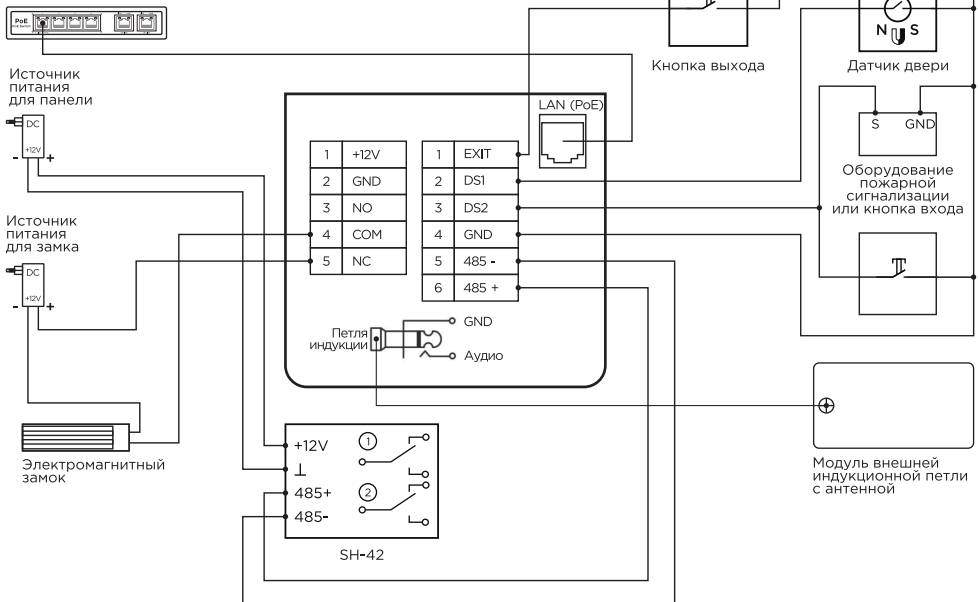 PoE
Источник
питания
для панели
DC
+12V
- +
Источник
питания
для замка
DC
+12V
- +
Электромагнитный
замок
LAN (PoE)
1 +12V
2 GND
3 NO
4 COM
5 NC
1 EXIT
2 DS1
3 DS2
4 GND
5 485 -
6 485 +
Петля
индукции
GND
Аудио
+12V
⊥
485+
485-
1
2
SH-42
Кнопка выхода
N S
Датчик двери
S GND
Оборудование
пожарной
сигнализации
или кнопка входа
Модуль внешней
индукционной петли
с антенной